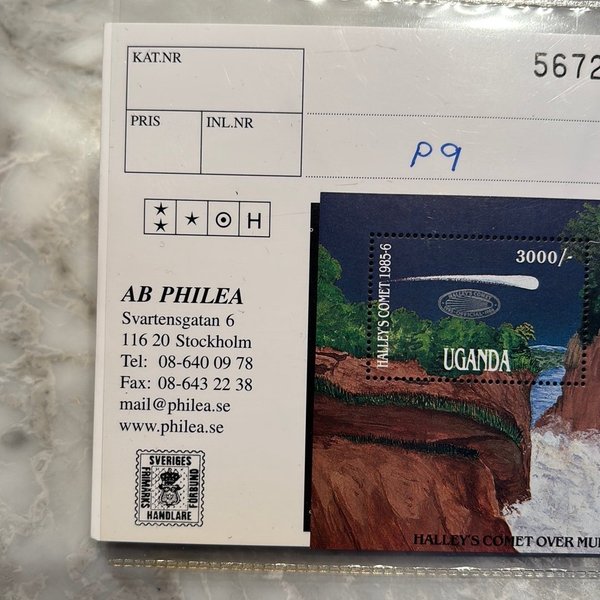 KAT.NR
5672
PRIS
INL.NR
P9
H
AB PHILEA
Svartensgatan 6
116 20 Stockholm
Tel: 08-640 09 78
Fax: 08-643 22 38
mail@philea.se
www.philea.se
SVERIGES
FRIMÄRKS
FÖRBUND
HANDLARE
3000/-
HALLEY'S COMET 1985-6
HALLEY'S COMET
UGANDA
HALLEY'S COMET OVER MU